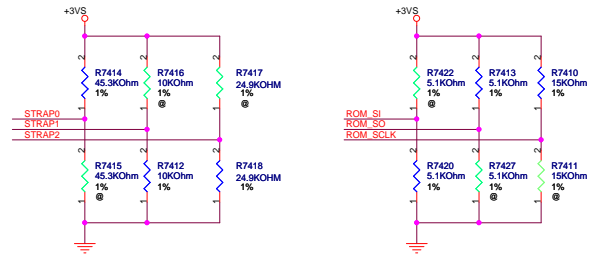 +3VS
+3VS
2
2
2
2
2
2
R7414
45.3KOhm
1%
R7416
10KOhm
1%
@
R7417
24.9KOHM
1%
@
R7422
5.1KOhm
1%
@
R7413
5.1KOhm
1%
R7410
15KOhm
1%
1
1
1
1
1
1
STRAP0
STRAP1
STRAP2
ROM_SI
ROM_SO
ROM_SCLK
2
2
2
2
2
2
R7415
45.3KOhm
1%
@
R7412
10KOhm
1%
R7418
24.9KOHM
1%
R7420
5.1KOhm
1%
R7427
5.1KOhm
1%
@
R7411
15KOhm
1%
@
1
1
1
1
1
1